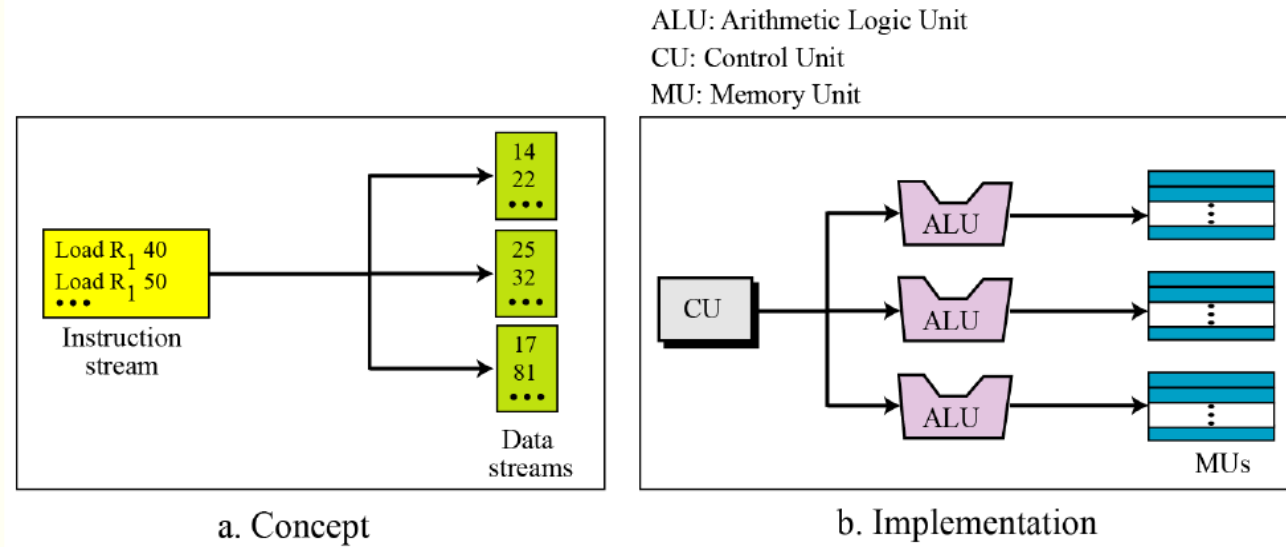 ALU: Arithmetic Logic Unit
CU: Control Unit
MU: Memory Unit
Load R1 40
Load R1 50
•••
Instruction
stream
14
22
•••
25
32
•••
17
81
•••
Data
streams
a. Concept
CU
ALU
ALU
ALU
MUs
b. Implementation